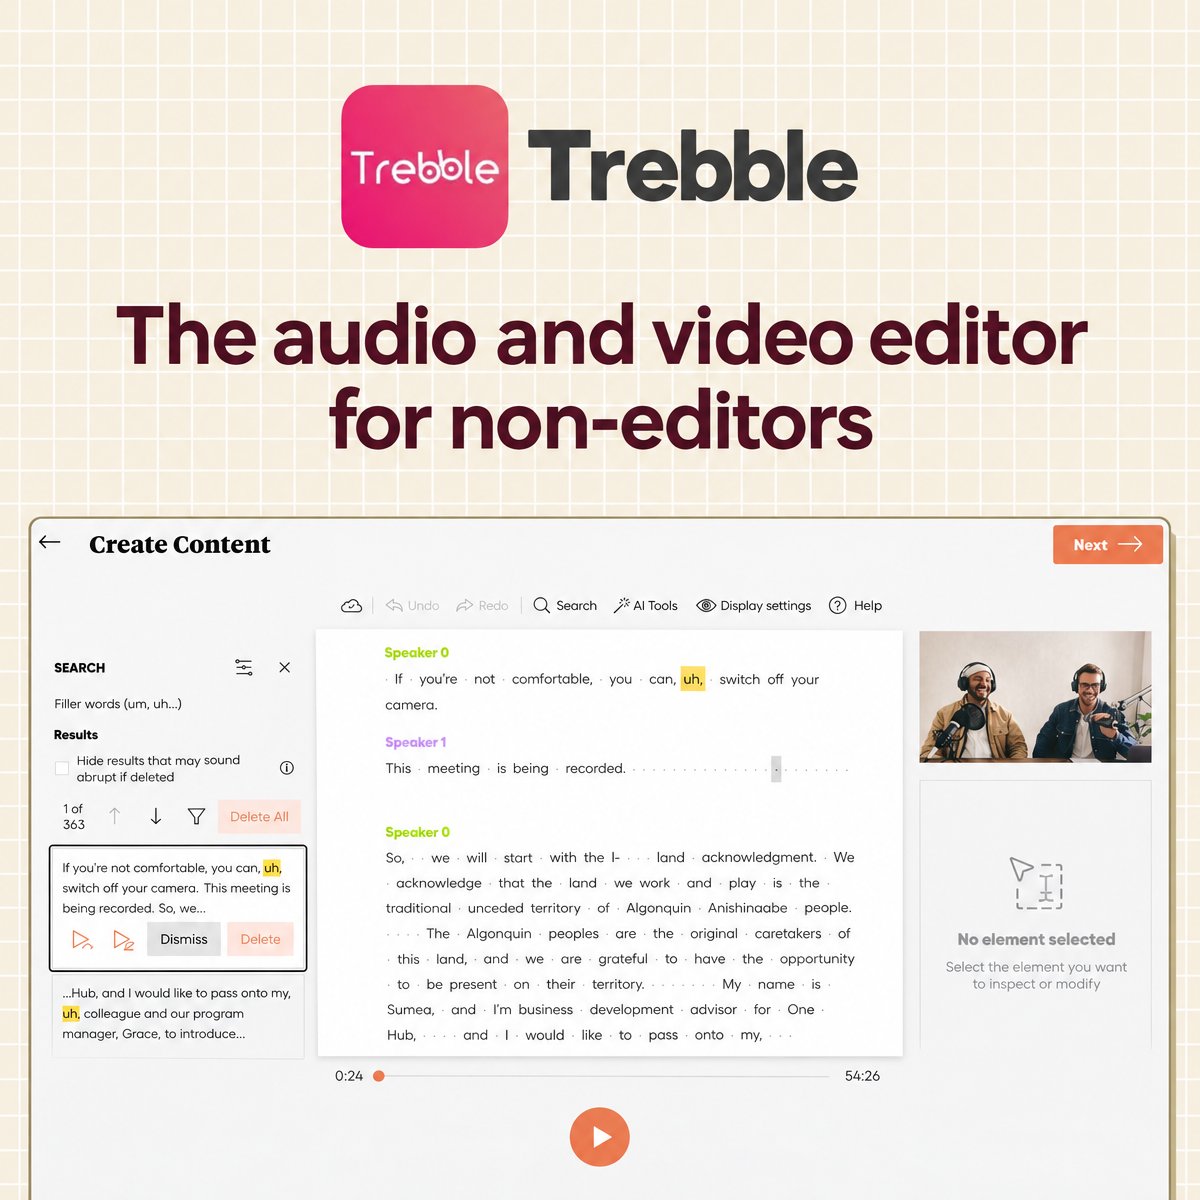 Trebble
Trebble
The audio and video editor
for non-editors
Create Content
Next
Undo
Redo
Search
AI Tools
Display settings
Help
SEARCH
Filler words (um, uh...)
Results
Hide results that may sound
abrupt if deleted
1 of
363
Delete All
If you're not comfortable, you can, uh,
switch off your camera. This meeting is
being recorded. So, we...
Dismiss
Delete
...Hub, and I would like to pass onto my,
uh, colleague and our program
manager, Grace, to introduce...
Speaker 0
· If · you're · not · comfortable, · you · can, uh, · switch off your
camera.
Speaker 1
This · meeting · is being · recorded. · · · · · · · · · · · · · · · · · · · · · · ·
Speaker 0
So, · · we · will · start · with the I- · · · land · acknowledgment. · We
· acknowledge · that the · land · we work · and · play · is · the ·
traditional · unceded territory · of · Algonquin · Anishinaabe · people.
· · · · The · Algonquin · peoples · are · the · original · caretakers · of
· this · land, · and · we · are · grateful · to · have · the · opportunity
· to · be present · on · their · territory. · · · · · · · My · name · is ·
Sumea, · and · I'm business · development · advisor · for · One ·
Hub, · · · · and · I · would · like · to · pass · onto · my, · · ·
0:24
54:26
No element selected
Select the element you want
to inspect or modify